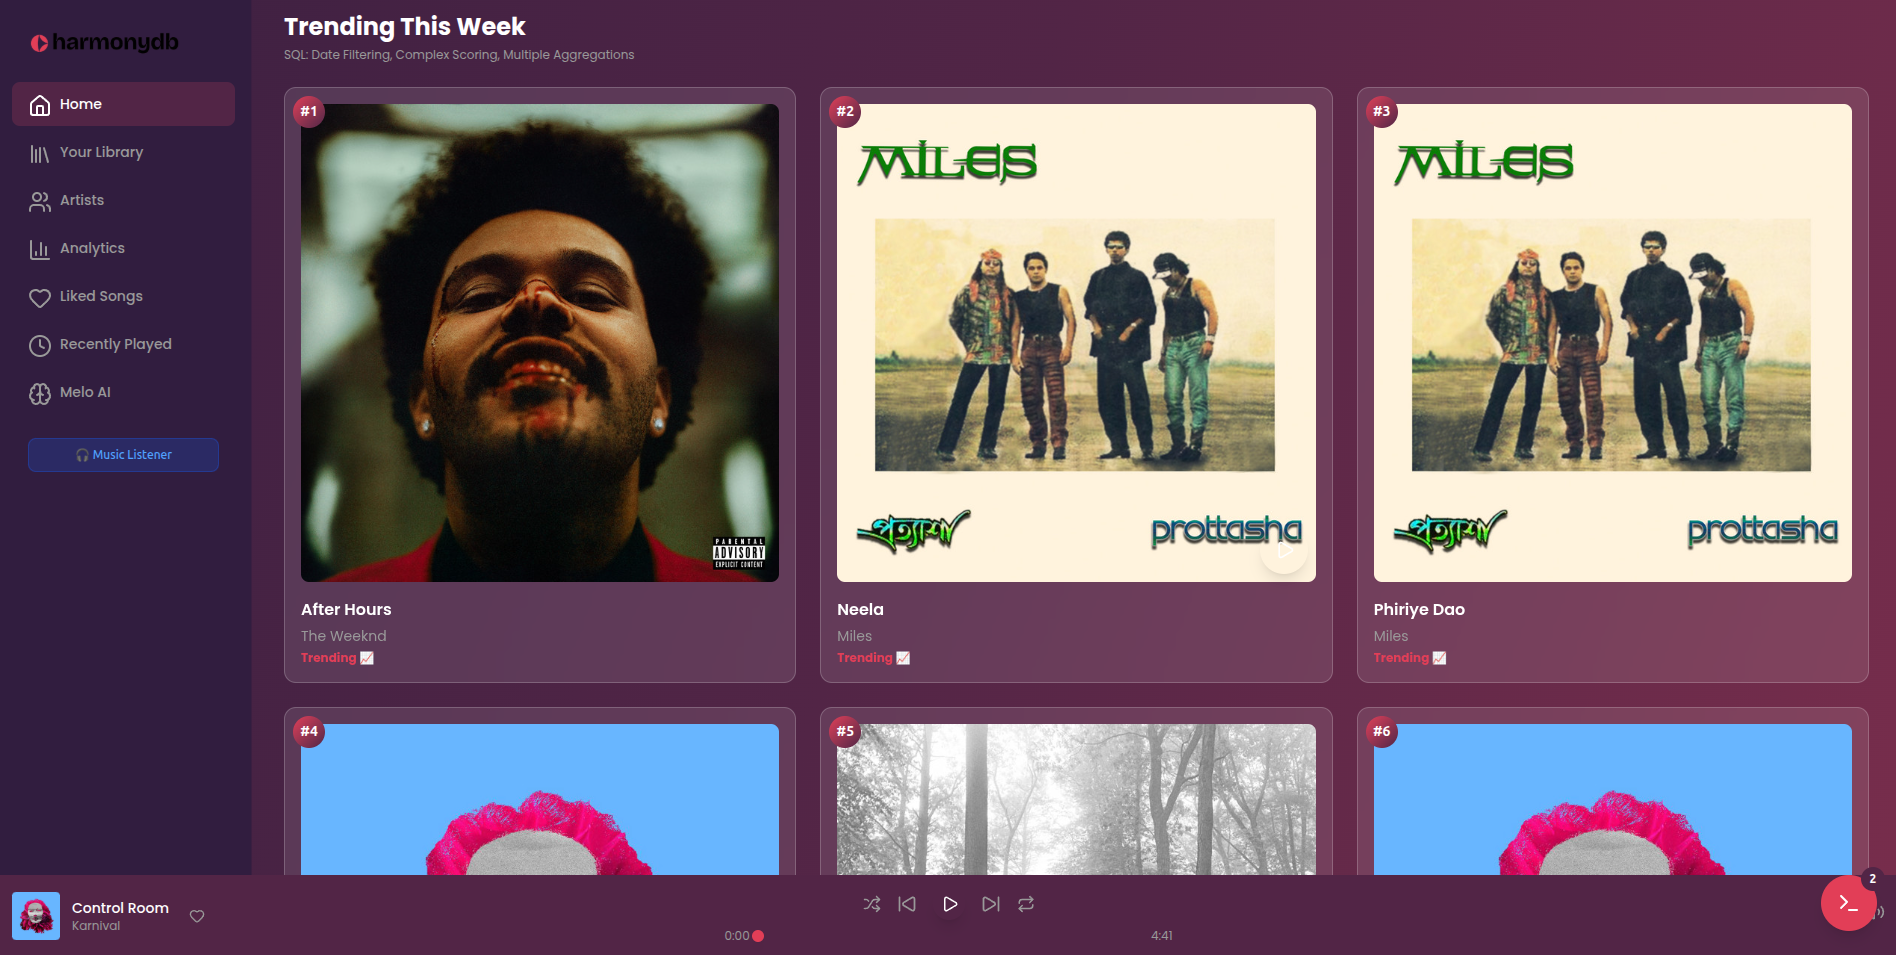 harmonydb
Home
Your Library
Artists
Analytics
Liked Songs
Recently Played
Melo AI
🎧 Music Listener
Trending This Week
SQL: Date Filtering, Complex Scoring, Multiple Aggregations
#1
PARENTAL
ADVISORY
EXPLICIT CONTENT
After Hours
The Weeknd
Trending 📈
#2
MILES
প্রত্যাশা
prottasha
Neela
Miles
Trending 📈
#3
MILES
প্রত্যাশা
prottasha
Phiriye Dao
Miles
Trending 📈
#4
#5
#6
Control Room
Karnival
0:00
4:41
2